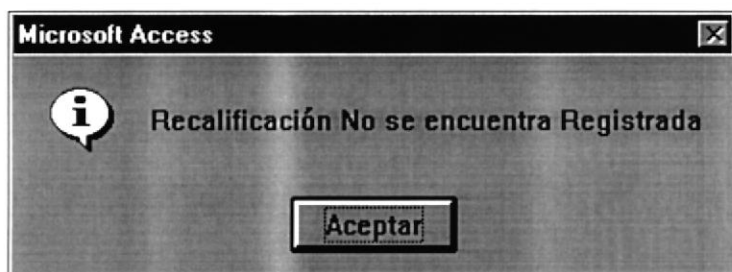 Microsoft Access
Recalificación No se encuentra Registrada
Aceptar